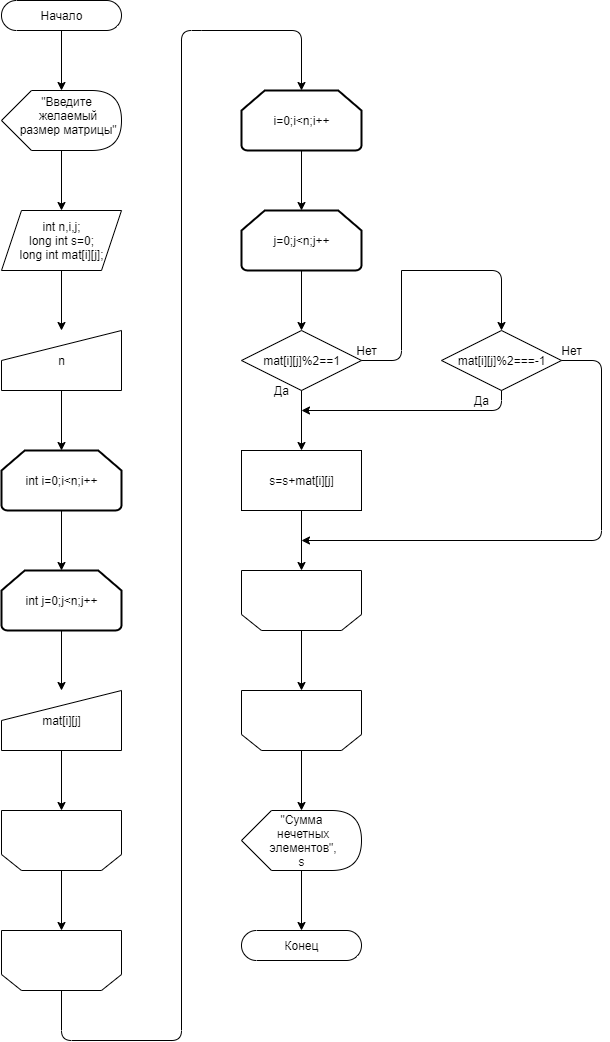 Начало
"Введите
желаемый
размер матрицы"
int n,i,j;
long int s=0;
long int mat[i][j];
n
int i=0;i<n;i++
int j=0;j<n;j++
mat[i][j]
i=0;i<n;i++
j=0;j<n;j++
mat[i][j]%2==1
Нет
Да
mat[i][j]%2===-1
Нет
Да
s=s+mat[i][j]
"Сумма
нечетных
элементов",
s
Конец